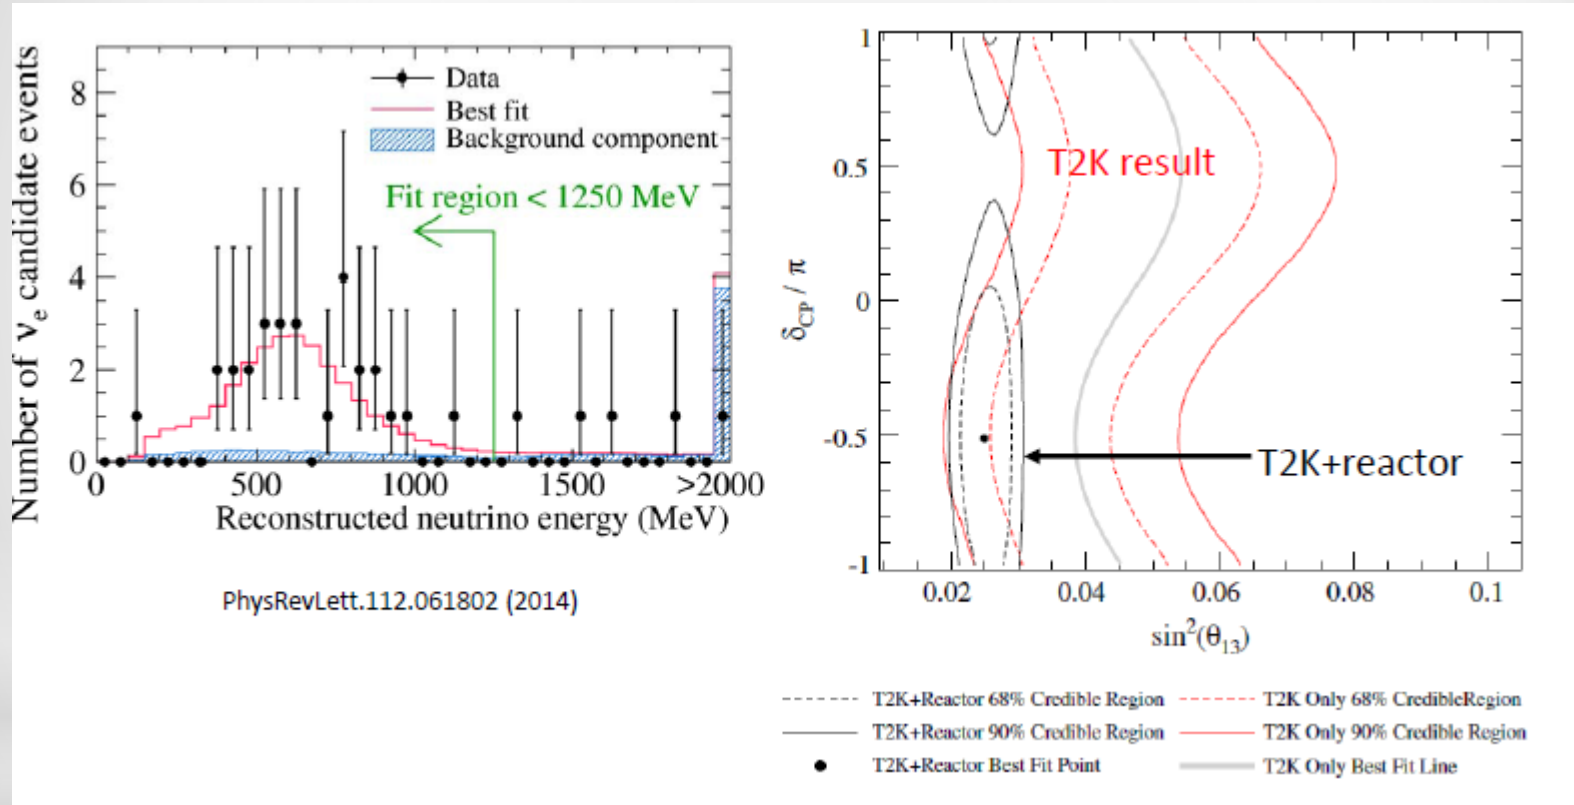 Number of νe candidate events
8
6
4
2
0
Data
Best fit
Background component
Fit region < 1250 MeV
0 500 1000 1500 >2000
Reconstructed neutrino energy (MeV)
PhysRevLett.112.061802 (2014)
δCP / π
1
0.5
0
-0.5
-1
T2K result
T2K+reactor
0.02 0.04 0.06 0.08 0.1
sin²(θ13)
T2K+Reactor 68% Credible Region
T2K Only 68% CredibleRegion
T2K+Reactor 90% Credible Region
T2K Only 90% Credible Region
T2K+Reactor Best Fit Point
T2K Only Best Fit Line